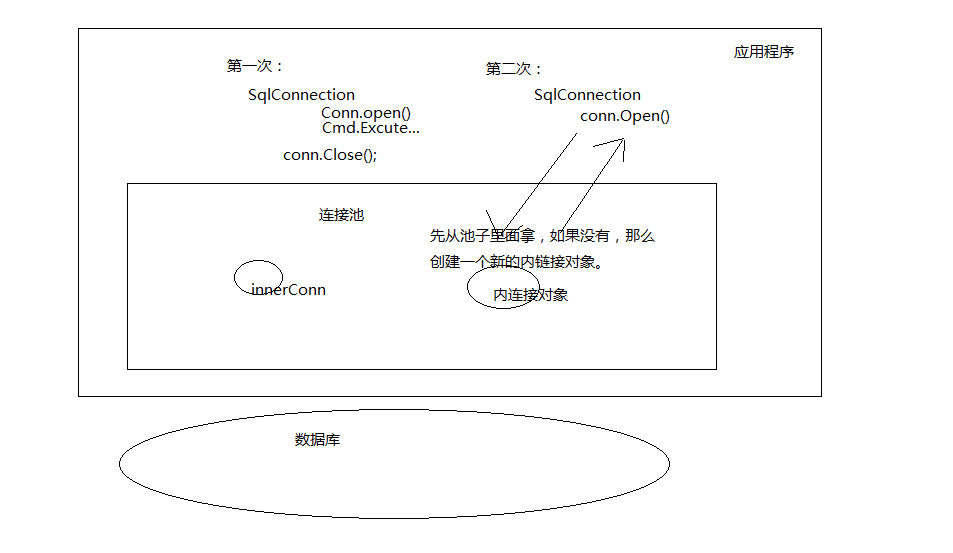 应用程序
第一次：
SqlConnection
Conn.open()
Cmd.Excute...
conn.Close();
第二次：
SqlConnection
conn.Open()
连接池
先从池子里面拿，如果没有，那么
创建一个新的内链接对象。
innerConn
内连接对象
数据库